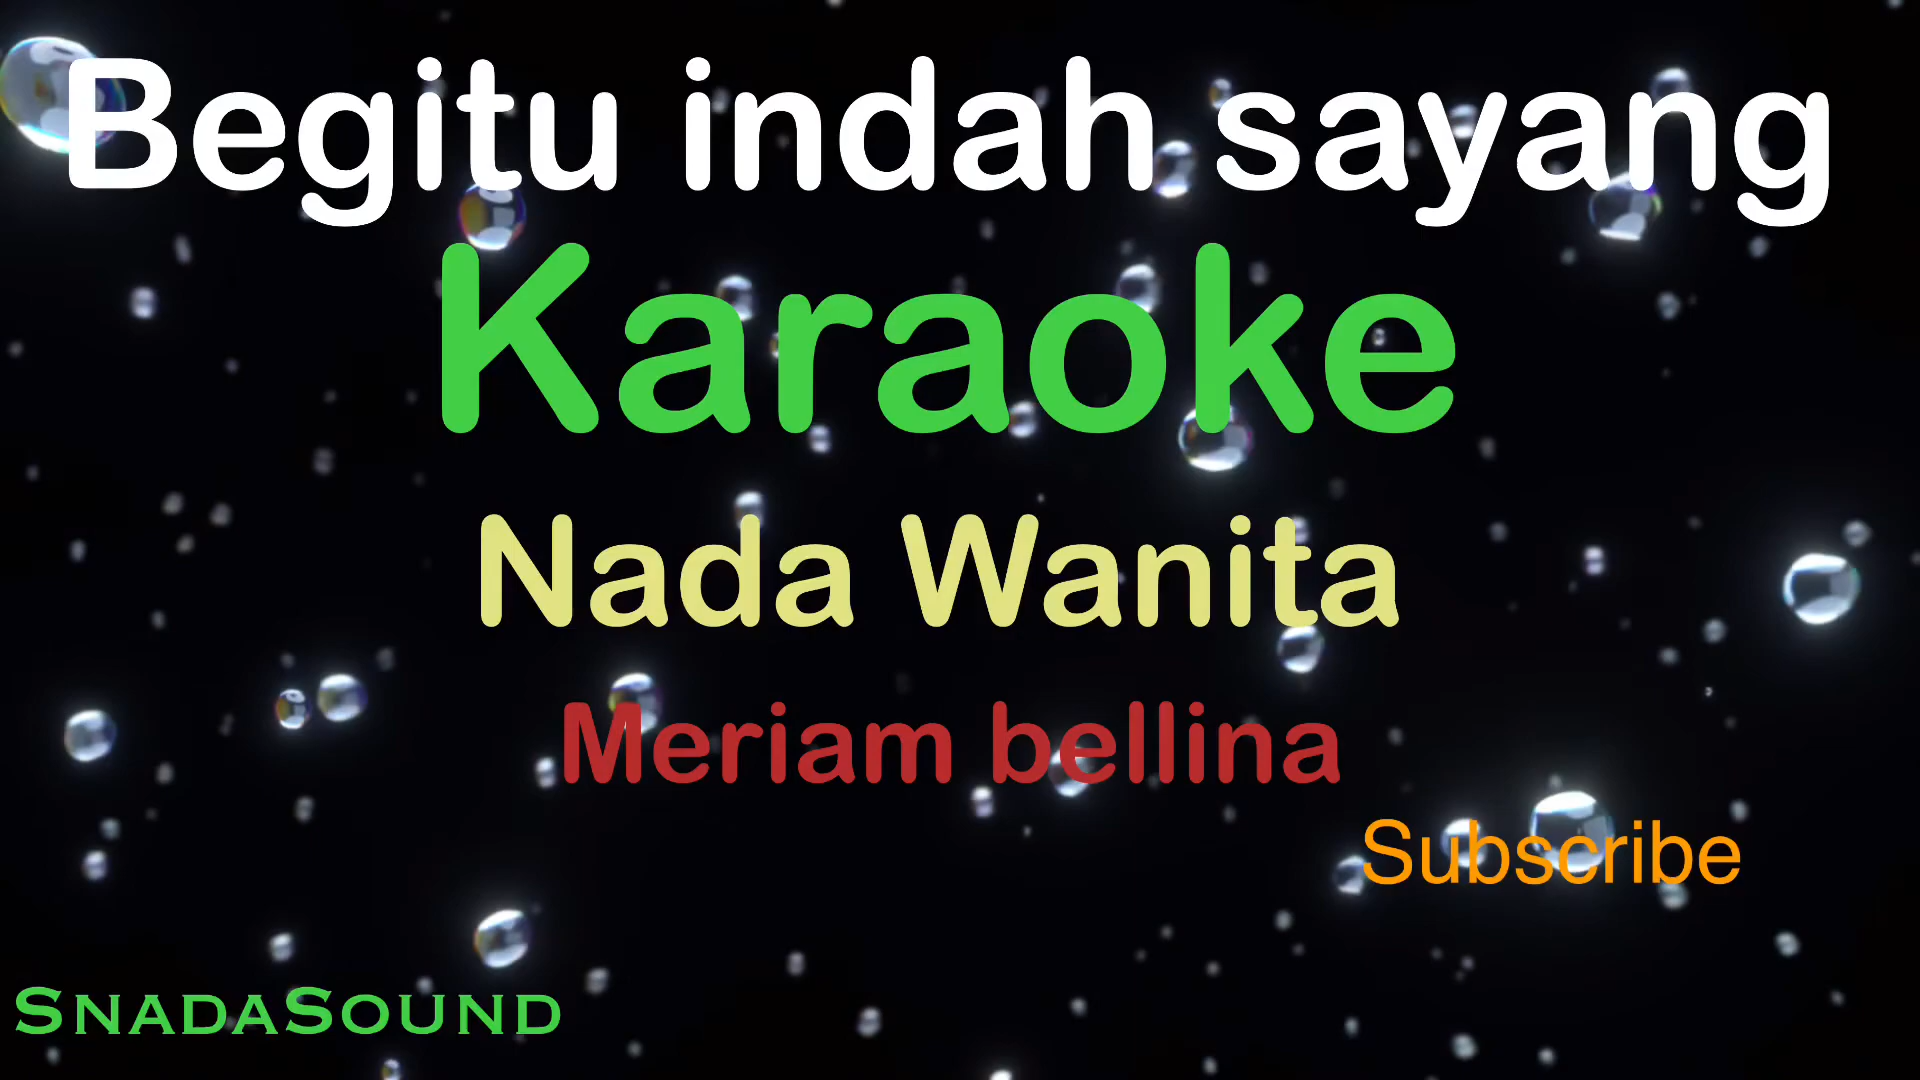 Begitu indah sayang
Karaoke
Nada Wanita
Meriam bellina
Subscribe
SnadaSound